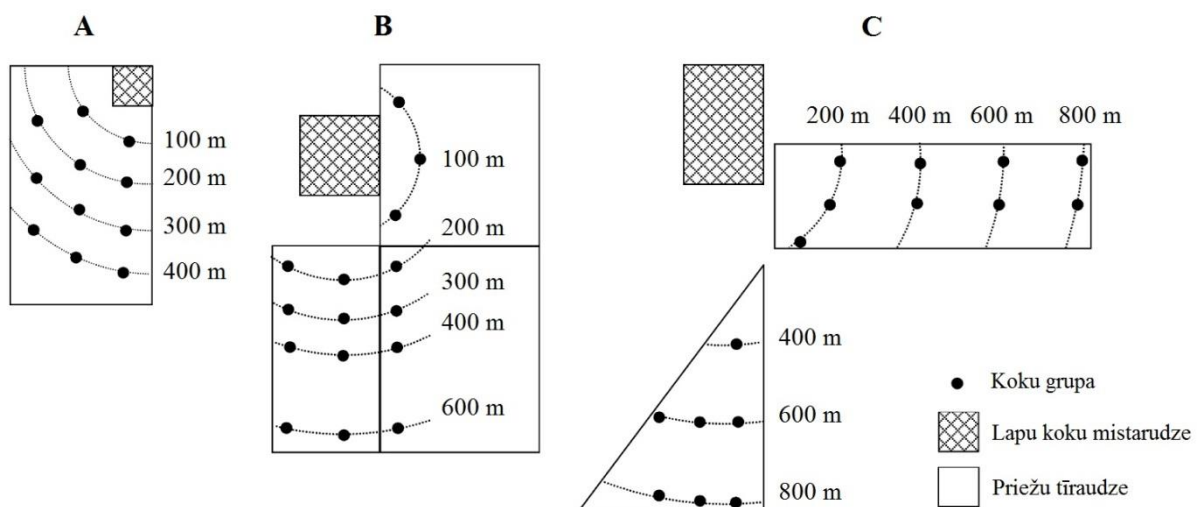 A
B
C
100 m
200 m
300 m
400 m
100 m
200 m
300 m
400 m
600 m
200 m 400 m 600 m 800 m
400 m
600 m
800 m
Koku grupa
Lapu koku mistaudze
Priežu tīraudze